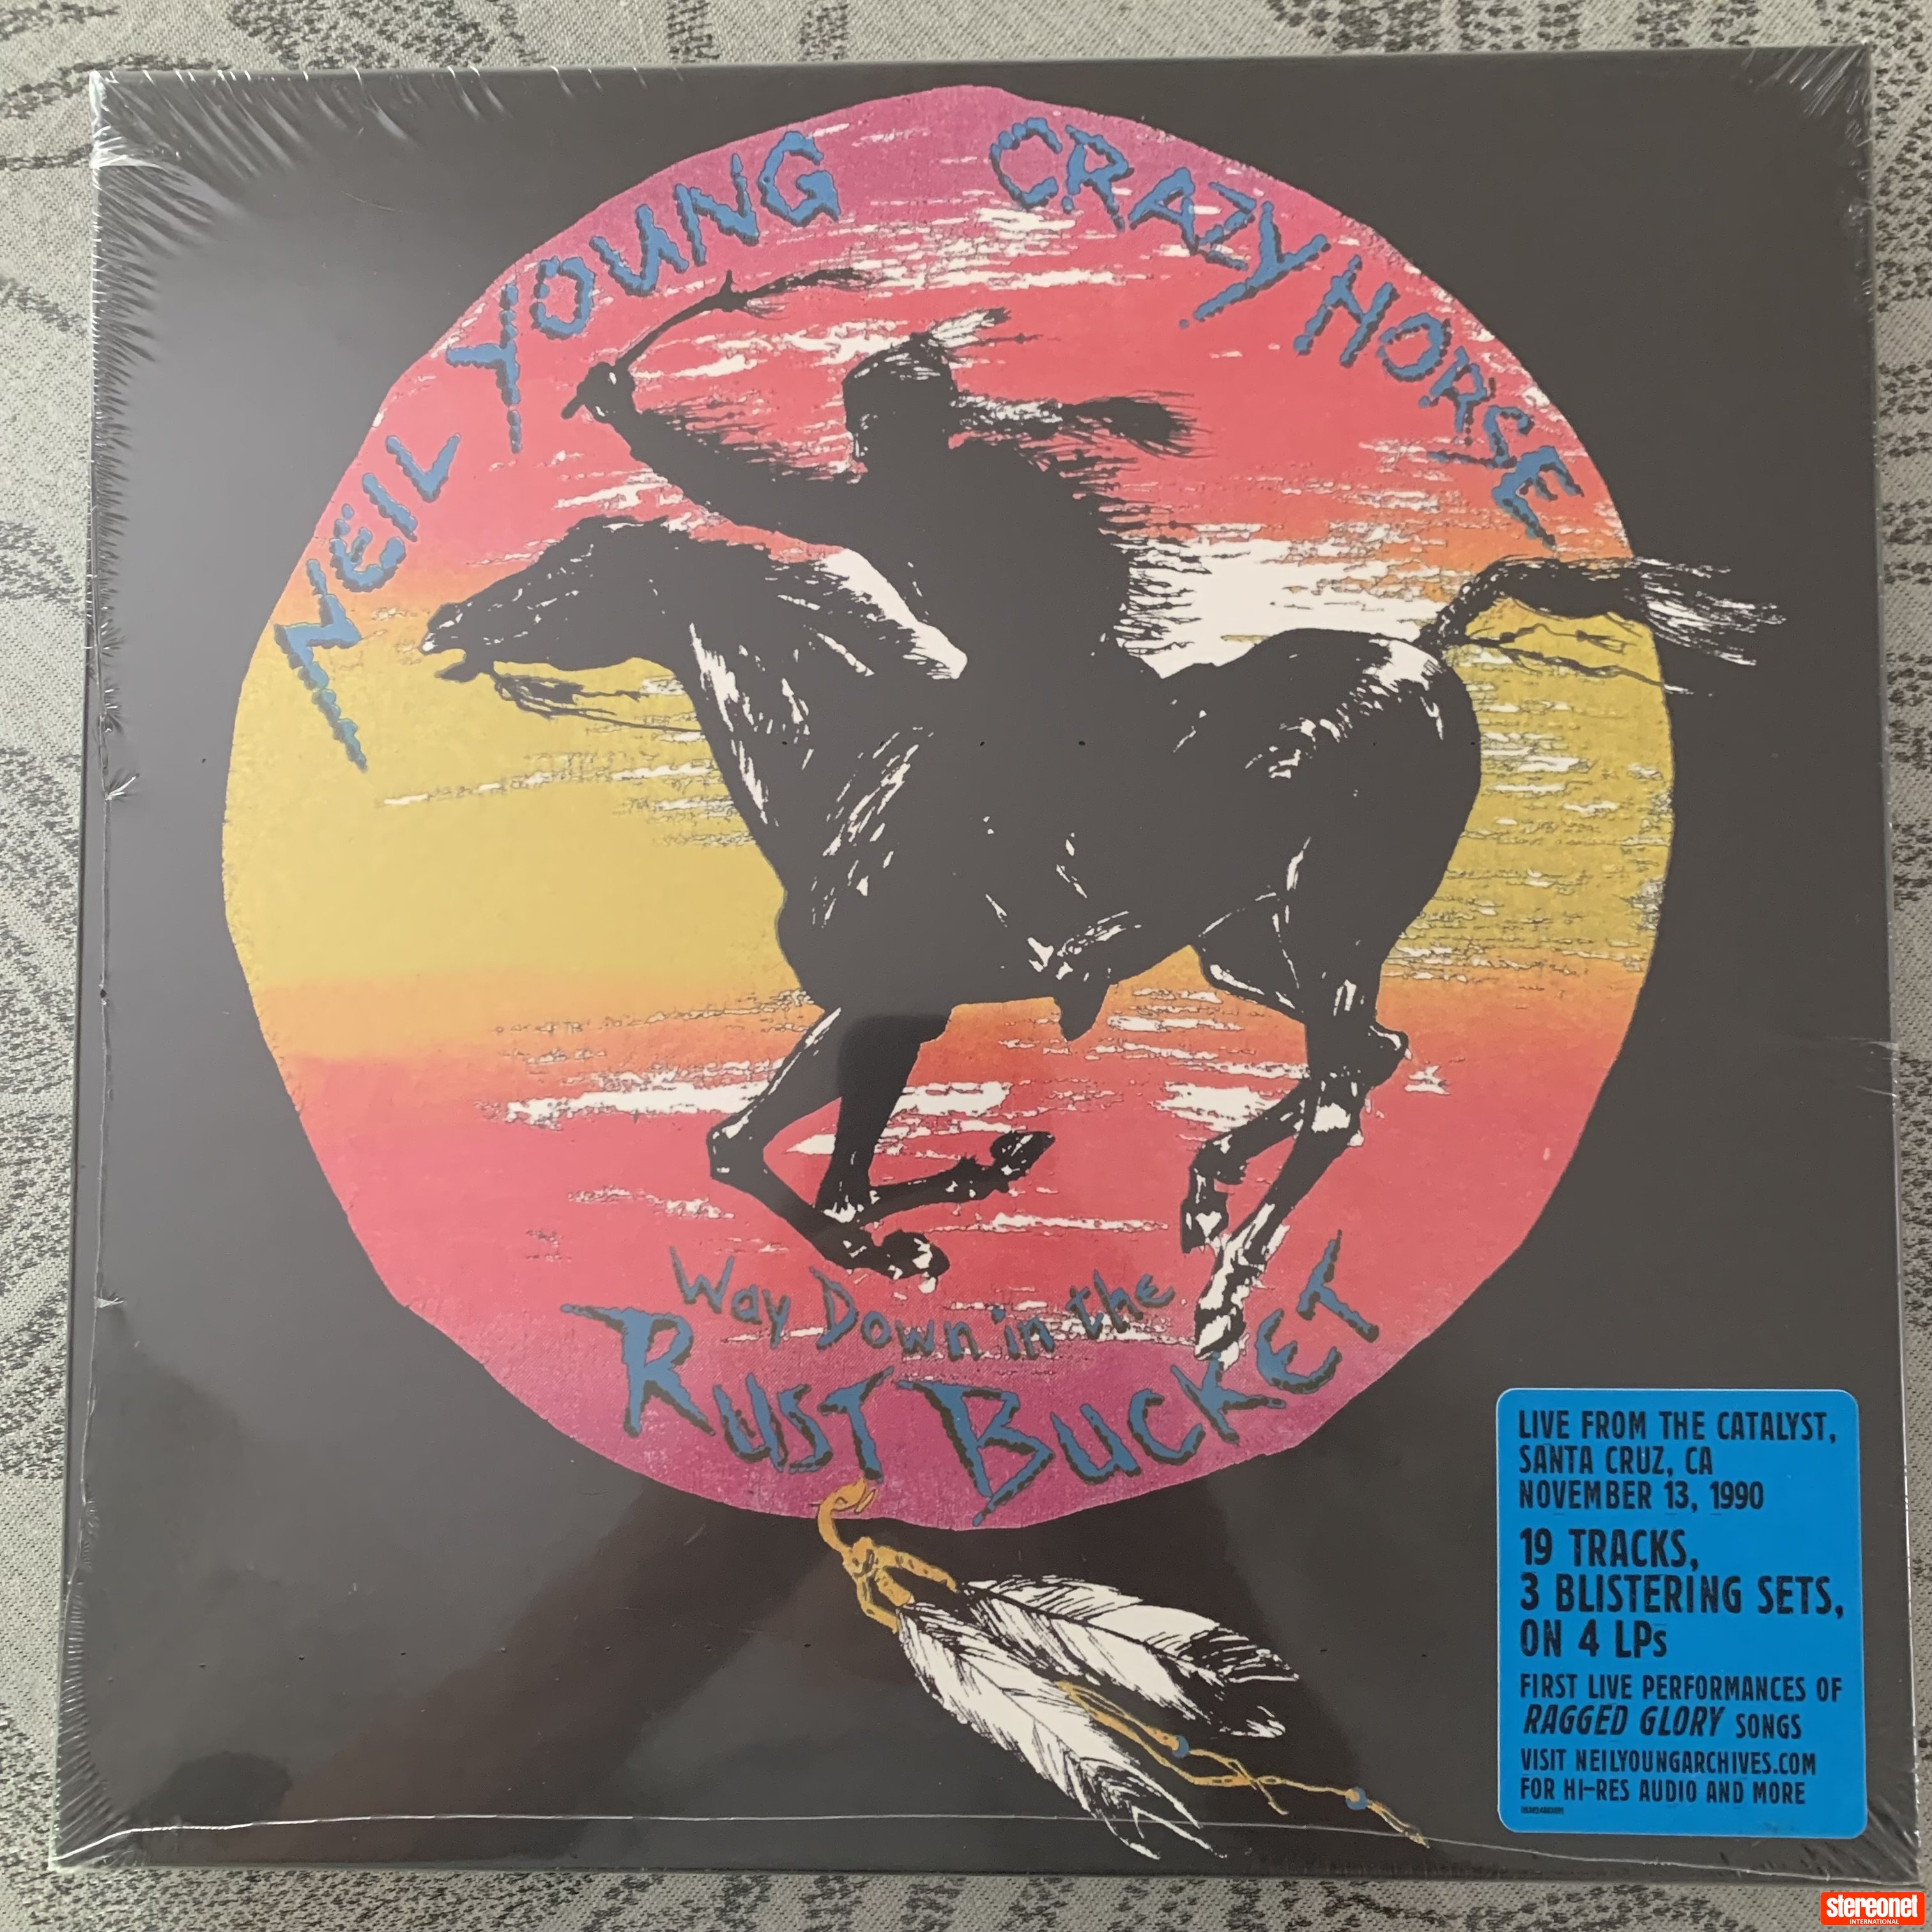 NEIL YOUNG CRAZY HORSE
Way Down in the
RUST BUCKET
LIVE FROM THE CATALYST,
SANTA CRUZ, CA
NOVEMBER 13, 1990
19 TRACKS,
3 BLISTERING SETS,
ON 4 LPs
FIRST LIVE PERFORMANCES OF
RAGGED GLORY SONGS
VISIT NEILYOUNGARCHIVES.COM
FOR HI-RES AUDIO AND MORE
stereonet
INTERNATIONAL